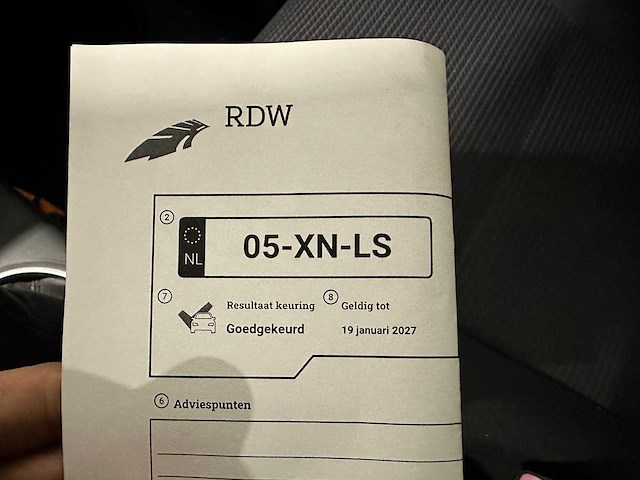 RDW
2
NL 05-XN-LS
7 Resultaat keuring 8 Geldig tot
Goedgekeurd 19 januari 2027
6 Adviespunten